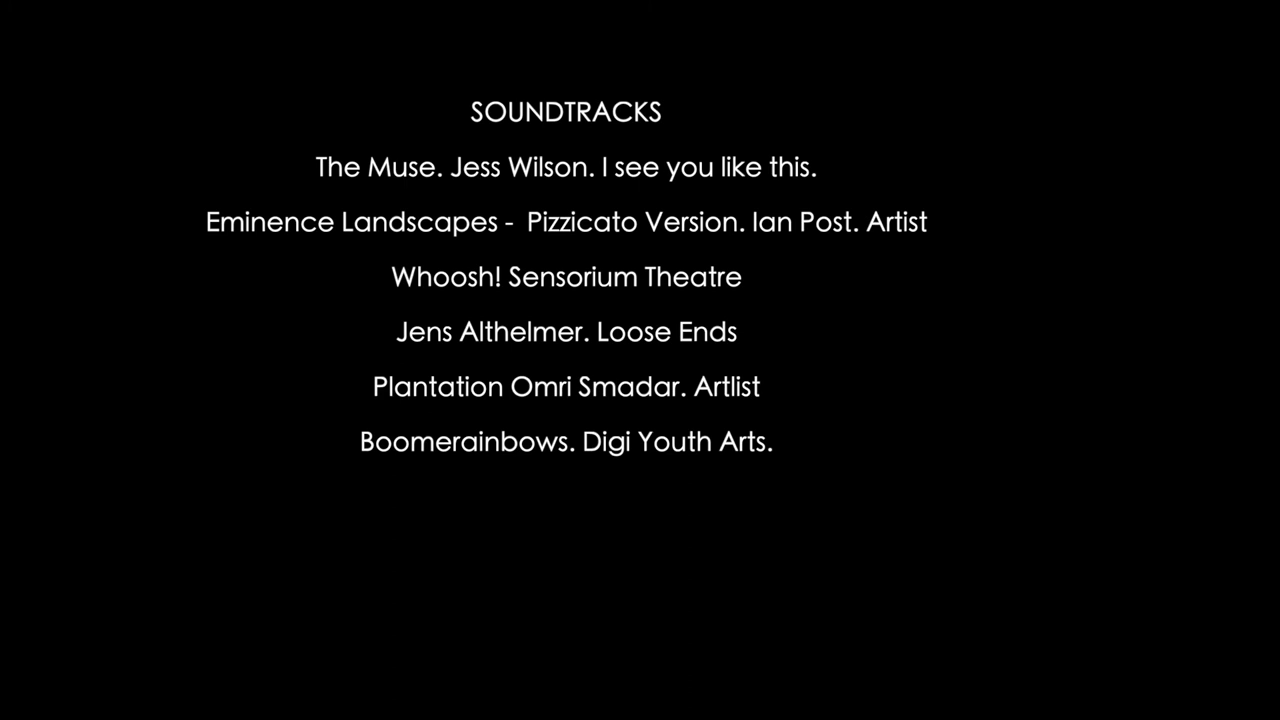 SOUNDTRACKS
The Muse. Jess Wilson. I see you like this.
Eminence Landscapes -  Pizzicato Version. Ian Post. Artist
Whoosh! Sensorium Theatre
Jens Althelmer. Loose Ends
Plantation Omri Smadar. Artlist
Boomerainbows. Digi Youth Arts.